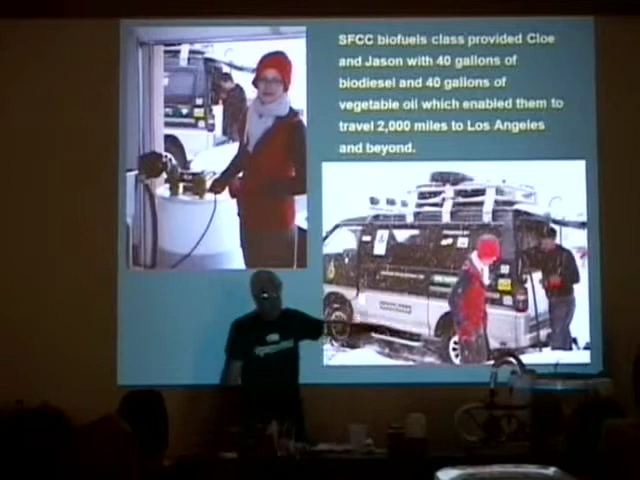 SFCC biofuels class provided Cloe
and Jason with 40 gallons of
biodiesel and 40 gallons of
vegetable oil which enabled them to
travel 2,000 miles to Los Angeles
and beyond.